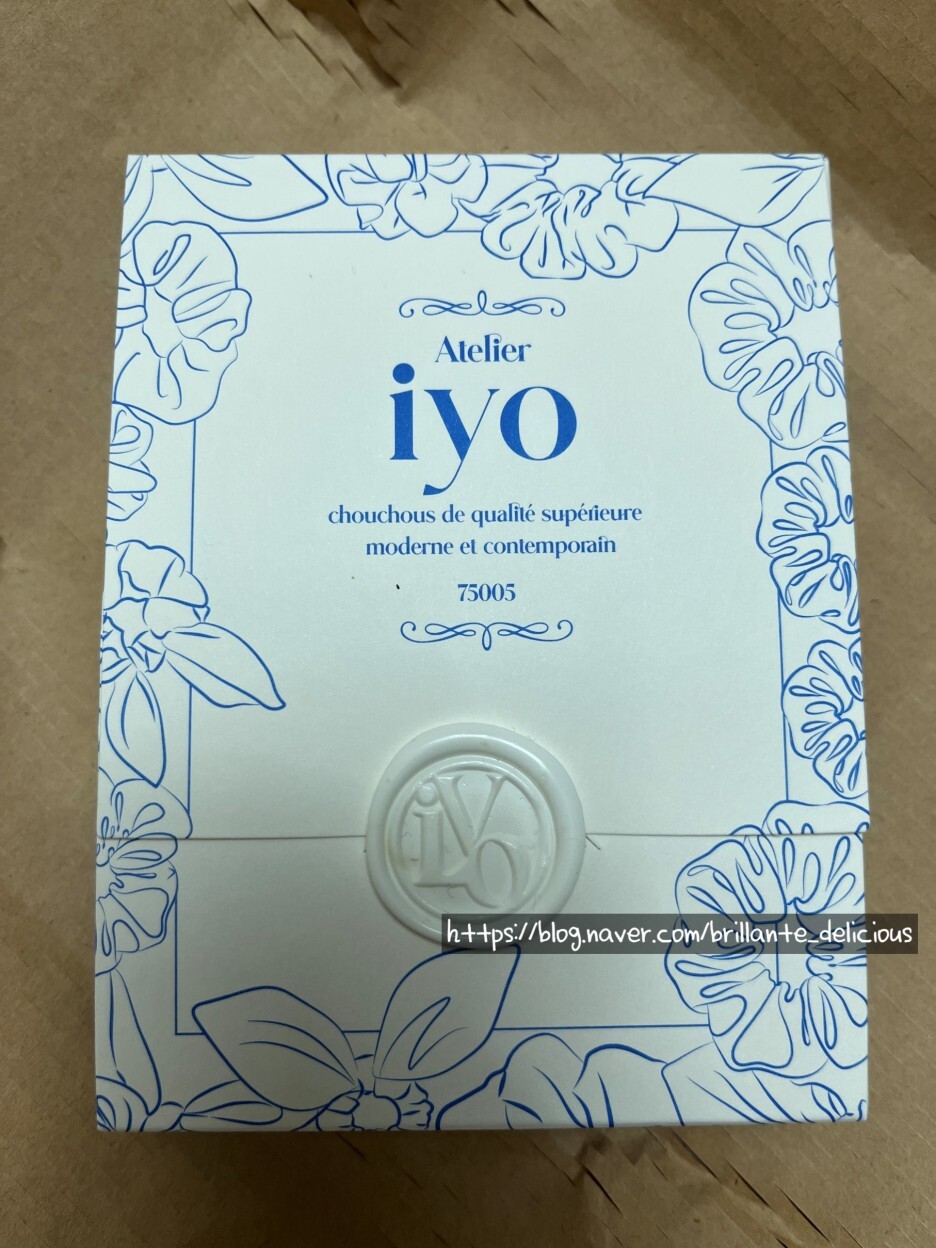 Atelier
iyo
chouchous de qualité supérieure
moderne et contemporain
75005
iyo
https://blog.naver.com/brillante_delicious